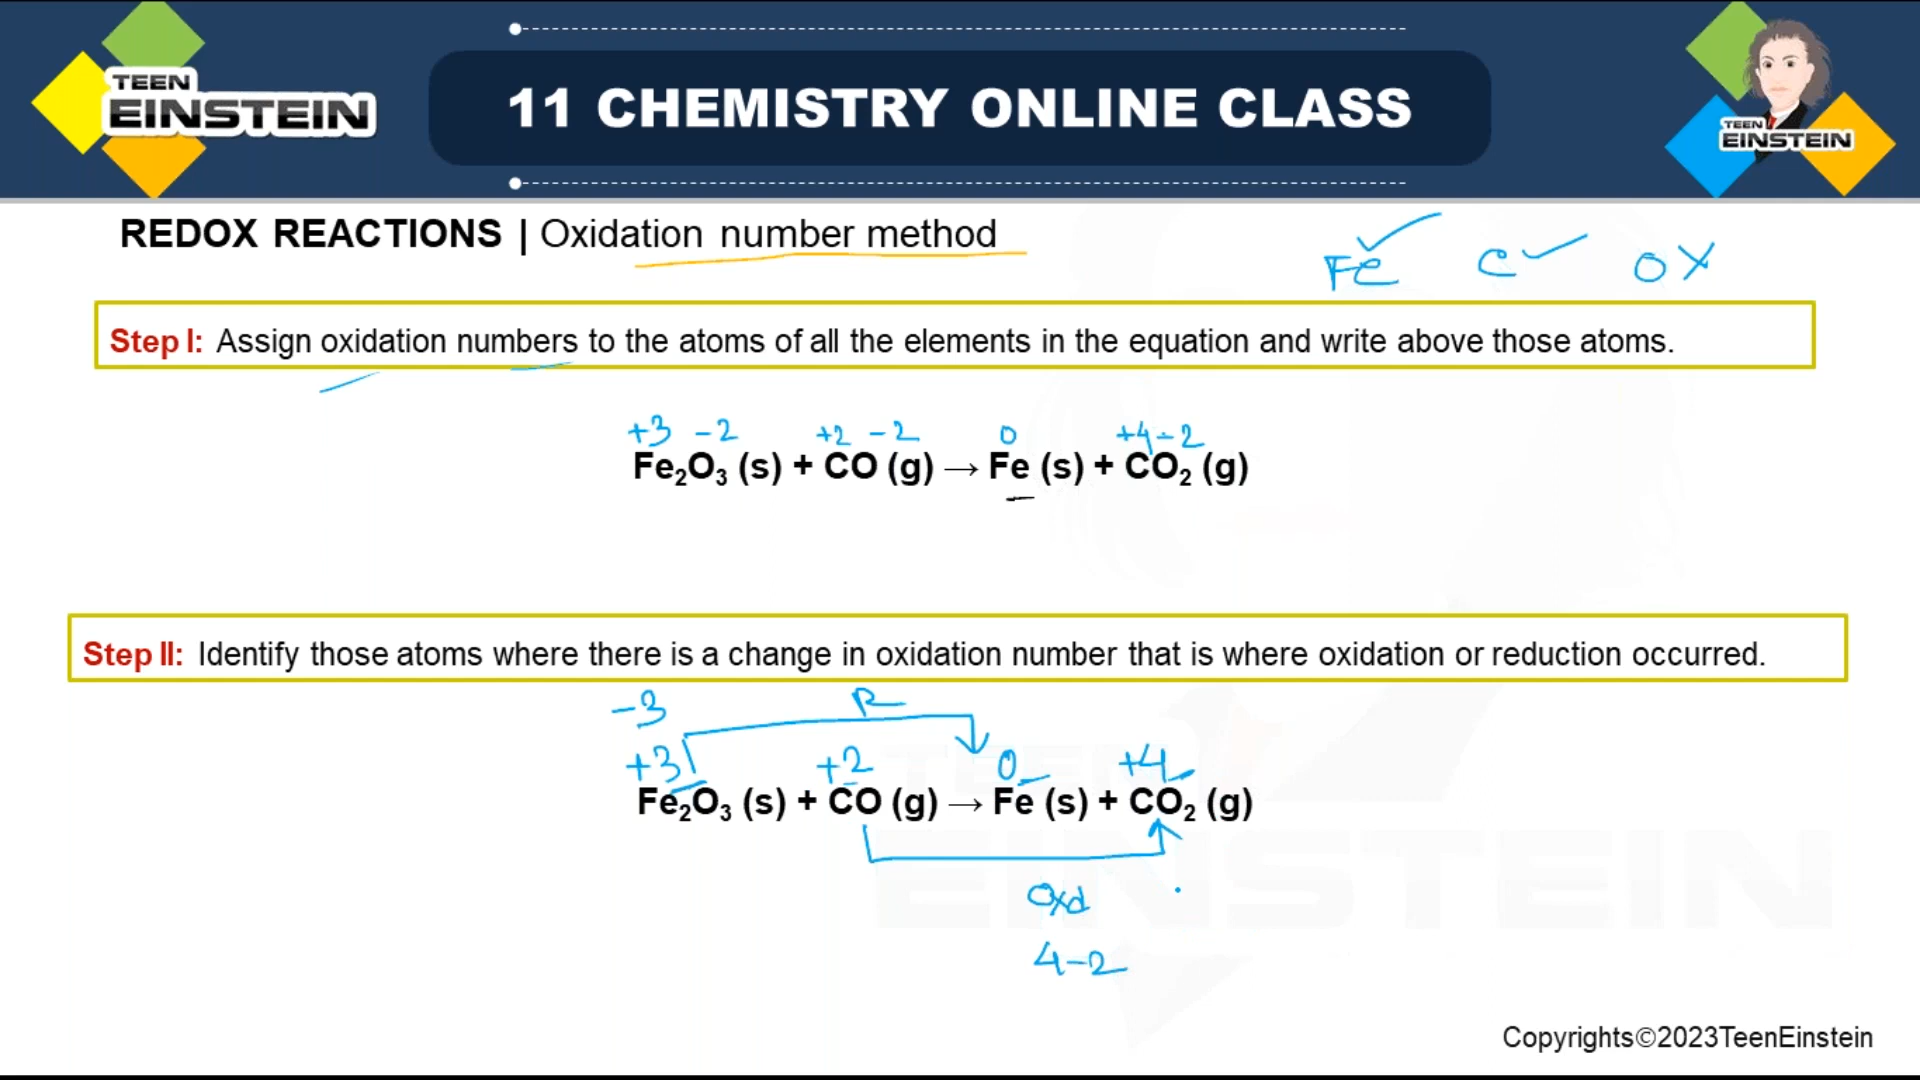 TEEN
EINSTEIN
11 CHEMISTRY ONLINE CLASS
TEEN
EINSTEIN
REDOX REACTIONS | Oxidation number method
Fe C O X
Step I: Assign oxidation numbers to the atoms of all the elements in the equation and write above those atoms.
+3 -2 +2 -2 0 +4 -2
Fe₂O₃ (s) + CO (g) → Fe (s) + CO₂ (g)
Step II: Identify those atoms where there is a change in oxidation number that is where oxidation or reduction occurred.
-3 R
+3 +2 0 +4
Fe₂O₃ (s) + CO (g) → Fe (s) + CO₂ (g)
TEEN
EINSTEIN
Oxd
4-2
Copyrights©2023TeenEinstein